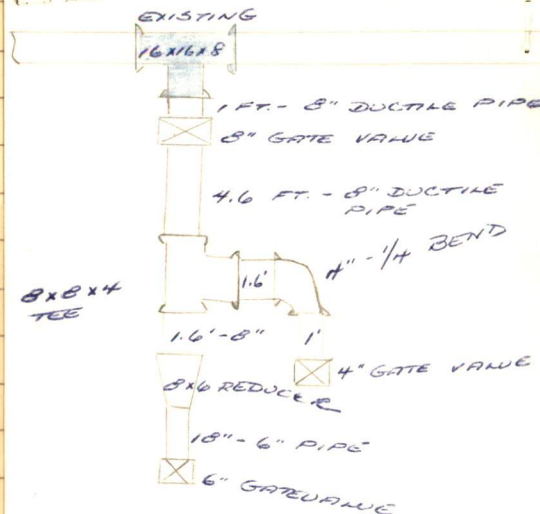 EXISTING
16x16x8
1 FT. - 8" DUCTILE PIPE
8" GATE VALVE
4.6 FT. - 8" DUCTILE
PIPE
4" - 1/4 BEND
1.6'
8x8x4
TEE
1.6' - 8"
1'
4" GATE VALVE
8x6 REDUCER
18" - 6" PIPE
6" GATEVALVE